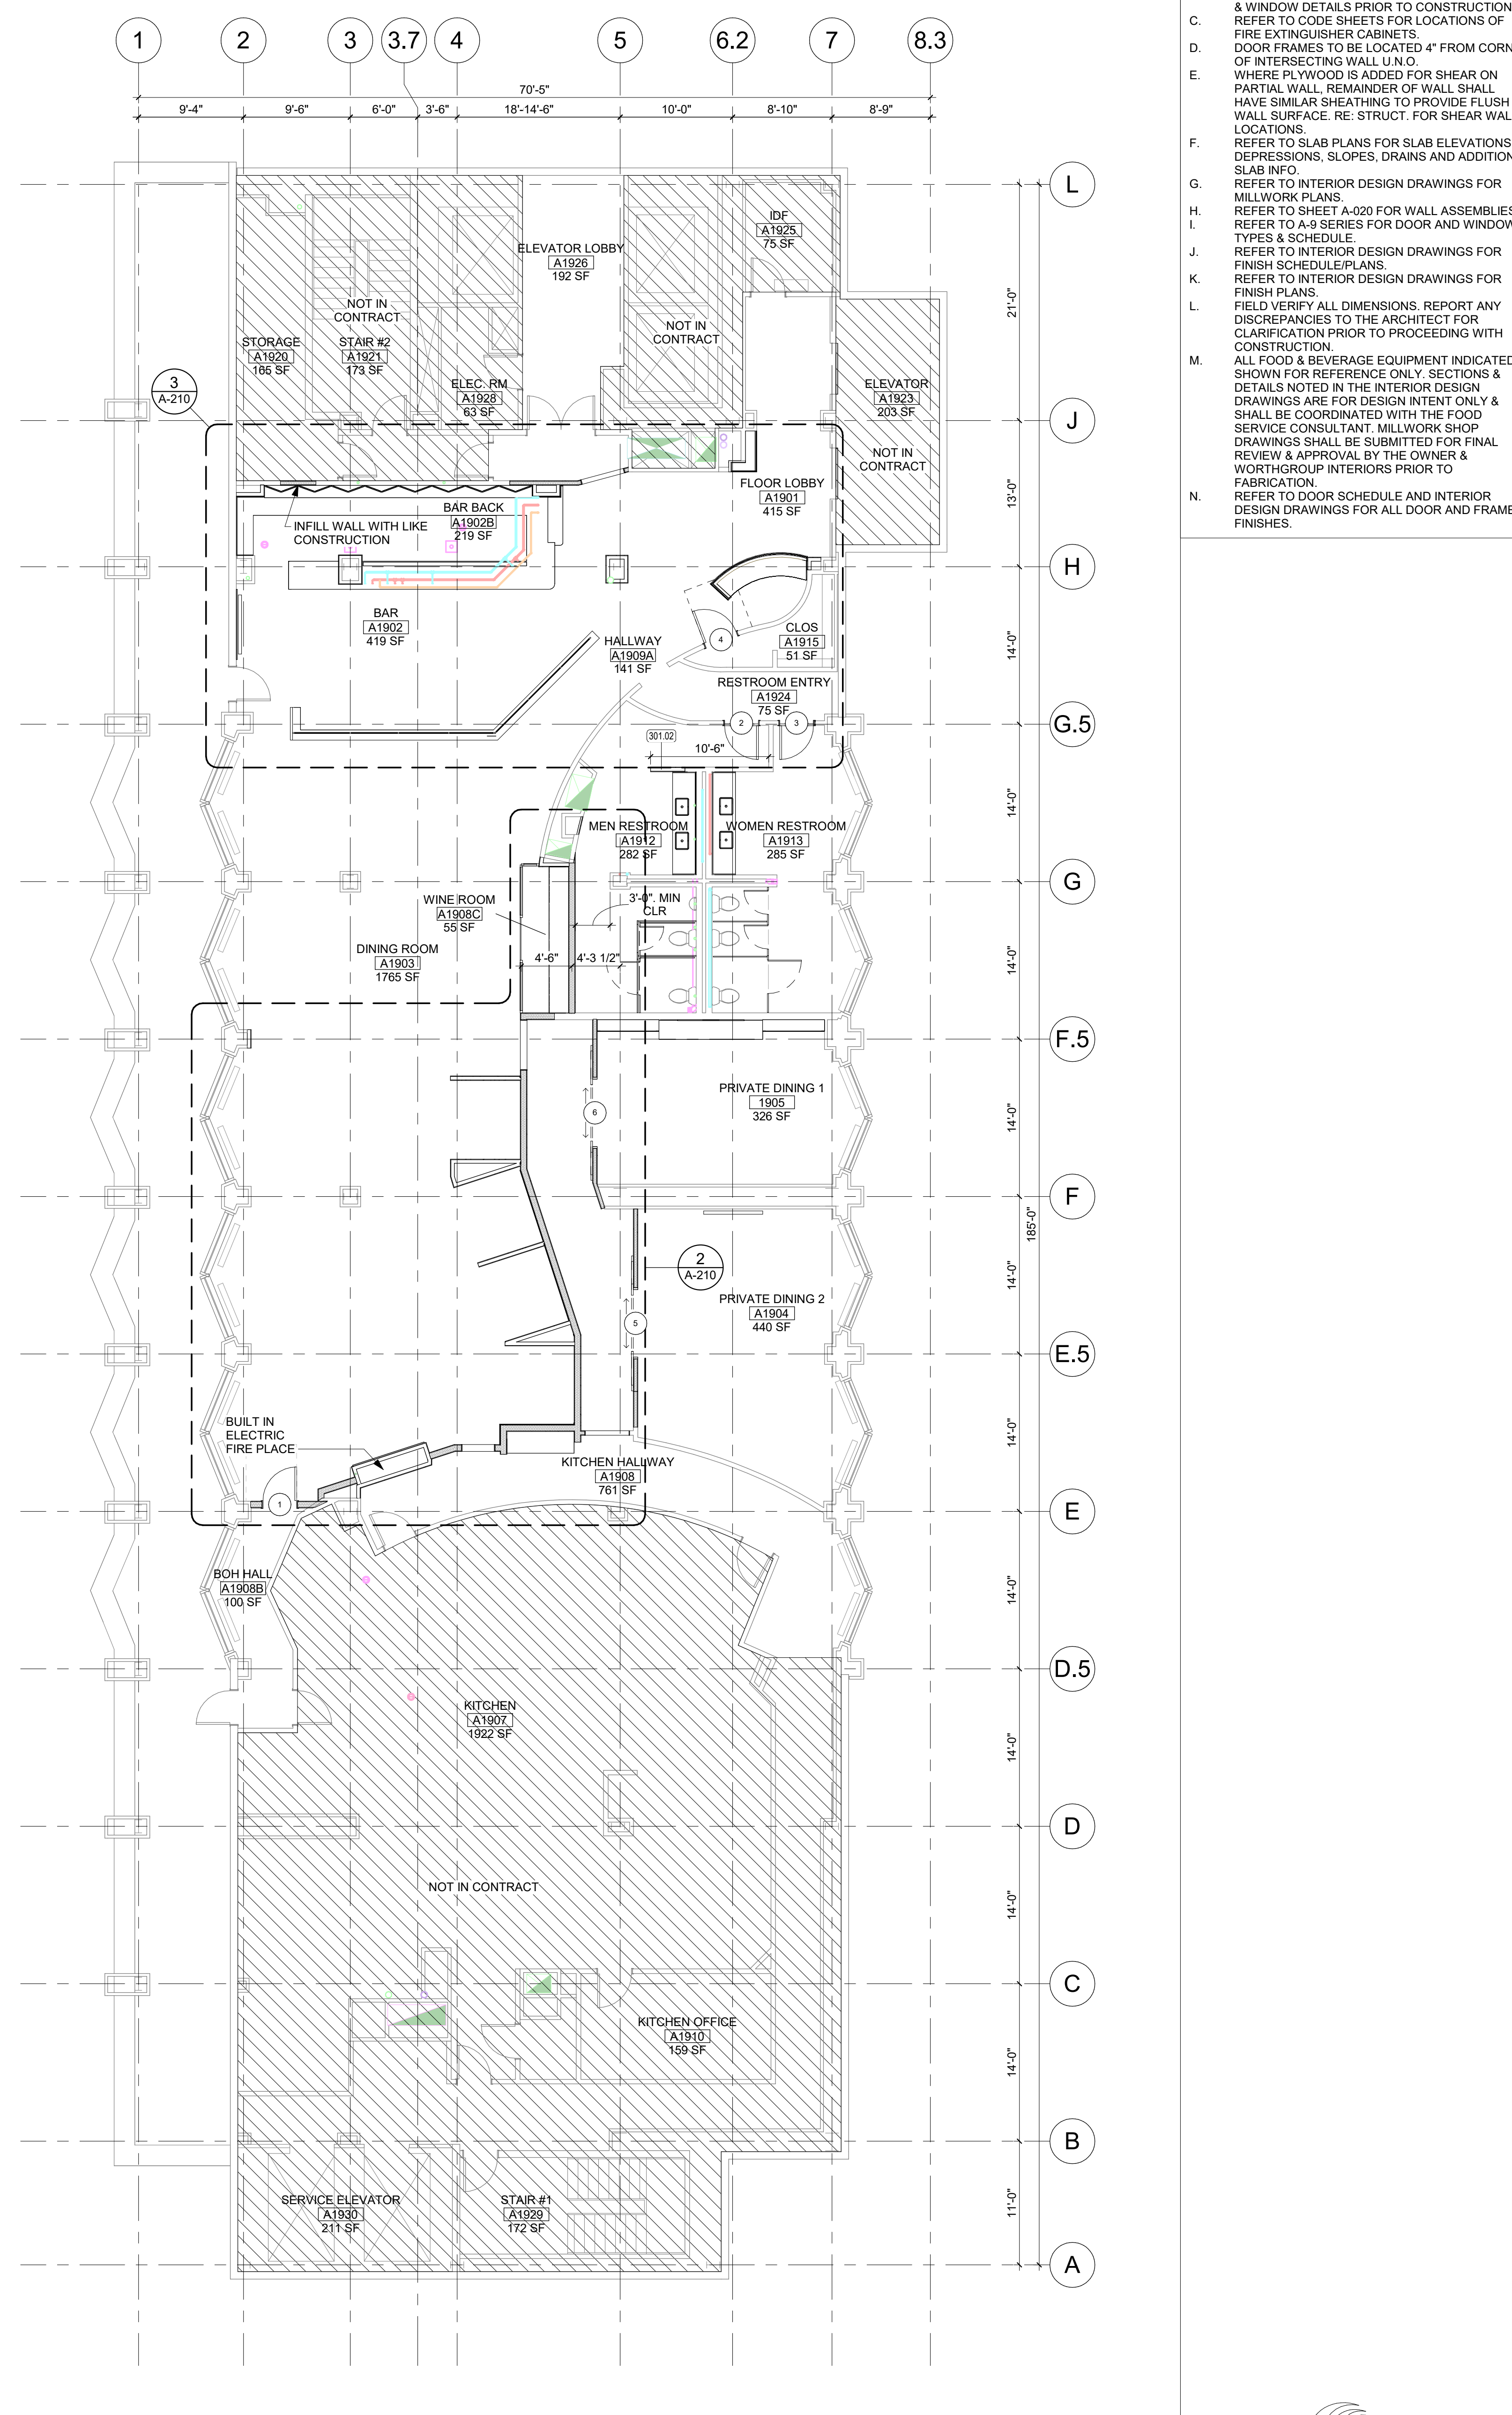 1
2
3
3.7
4
5
6.2
7
8.3
70'-5"
9'-4"
9'-6"
6'-0"
3'-6"
18'-14'-6"
10'-0"
8'-10"
8'-9"
L
J
H
G.5
G
F.5
F
E.5
E
D.5
D
C
B
A
21'-0"
13'-0"
14'-0"
14'-0"
14'-0"
14'-0"
14'-0"
14'-0"
14'-0"
14'-0"
14'-0"
14'-0"
14'-0"
11'-0"
185'-0"
IDF
A1925
75 SF
ELEVATOR LOBBY
A1926
192 SF
NOT IN
CONTRACT
STORAGE
A1920
165 SF
STAIR #2
A1921
173 SF
NOT IN
CONTRACT
ELEC. RM
A1928
63 SF
ELEVATOR
A1923
203 SF
NOT IN
CONTRACT
3
A-210
FLOOR LOBBY
A1901
415 SF
BAR BACK
A1902B
219 SF
INFILL WALL WITH LIKE
CONSTRUCTION
BAR
A1902
419 SF
HALLWAY
A1909A
141 SF
4
CLOS
A1915
51 SF
RESTROOM ENTRY
A1924
75 SF
2
3
301.02
10'-6"
MEN RESTROOM
A1912
282 SF
WOMEN RESTROOM
A1913
285 SF
WINE ROOM
A1908C
55 SF
3'-0". MIN
CLR
DINING ROOM
A1903
1765 SF
4'-6"
4'-3 1/2"
PRIVATE DINING 1
1905
326 SF
6
2
A-210
PRIVATE DINING 2
A1904
440 SF
5
BUILT IN
ELECTRIC
FIRE PLACE
KITCHEN HALLWAY
A1908
761 SF
1
BOH HALL
A1908B
100 SF
KITCHEN
A1907
1922 SF
NOT IN CONTRACT
KITCHEN OFFICE
A1910
159 SF
SERVICE ELEVATOR
A1930
211 SF
STAIR #1
A1929
172 SF
& WINDOW DETAILS PRIOR TO CONSTRUCTION
C. REFER TO CODE SHEETS FOR LOCATIONS OF
FIRE EXTINGUISHER CABINETS.
D. DOOR FRAMES TO BE LOCATED 4" FROM CORN
OF INTERSECTING WALL U.N.O.
E. WHERE PLYWOOD IS ADDED FOR SHEAR ON
PARTIAL WALL, REMAINDER OF WALL SHALL
HAVE SIMILAR SHEATHING TO PROVIDE FLUSH
WALL SURFACE. RE: STRUCT. FOR SHEAR WAL
LOCATIONS.
F. REFER TO SLAB PLANS FOR SLAB ELEVATIONS
DEPRESSIONS, SLOPES, DRAINS AND ADDITION
SLAB INFO.
G. REFER TO INTERIOR DESIGN DRAWINGS FOR
MILLWORK PLANS.
H. REFER TO SHEET A-020 FOR WALL ASSEMBLIES
I. REFER TO A-9 SERIES FOR DOOR AND WINDOW
TYPES & SCHEDULE.
J. REFER TO INTERIOR DESIGN DRAWINGS FOR
FINISH SCHEDULE/PLANS.
K. REFER TO INTERIOR DESIGN DRAWINGS FOR
FINISH PLANS.
L. FIELD VERIFY ALL DIMENSIONS. REPORT ANY
DISCREPANCIES TO THE ARCHITECT FOR
CLARIFICATION PRIOR TO PROCEEDING WITH
CONSTRUCTION.
M. ALL FOOD & BEVERAGE EQUIPMENT INDICATED
SHOWN FOR REFERENCE ONLY. SECTIONS &
DETAILS NOTED IN THE INTERIOR DESIGN
DRAWINGS ARE FOR DESIGN INTENT ONLY &
SHALL BE COORDINATED WITH THE FOOD
SERVICE CONSULTANT. MILLWORK SHOP
DRAWINGS SHALL BE SUBMITTED FOR FINAL
REVIEW & APPROVAL BY THE OWNER &
WORTHGROUP INTERIORS PRIOR TO
FABRICATION.
N. REFER TO DOOR SCHEDULE AND INTERIOR
DESIGN DRAWINGS FOR ALL DOOR AND FRAME
FINISHES.